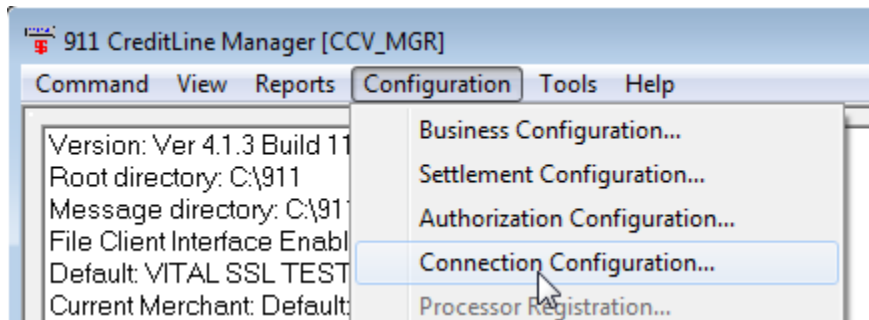 911 CreditLine Manager [CCV_MGR]
Command View Reports Configuration Tools Help
Business Configuration...
Settlement Configuration...
Authorization Configuration...
Connection Configuration...
Processor Registration...
Version: Ver 4.1.3 Build 11
Root directory: C:\911
Message directory: C:\911
File Client Interface Enabl
Default: VITAL SSL TEST
Current Merchant: Default: